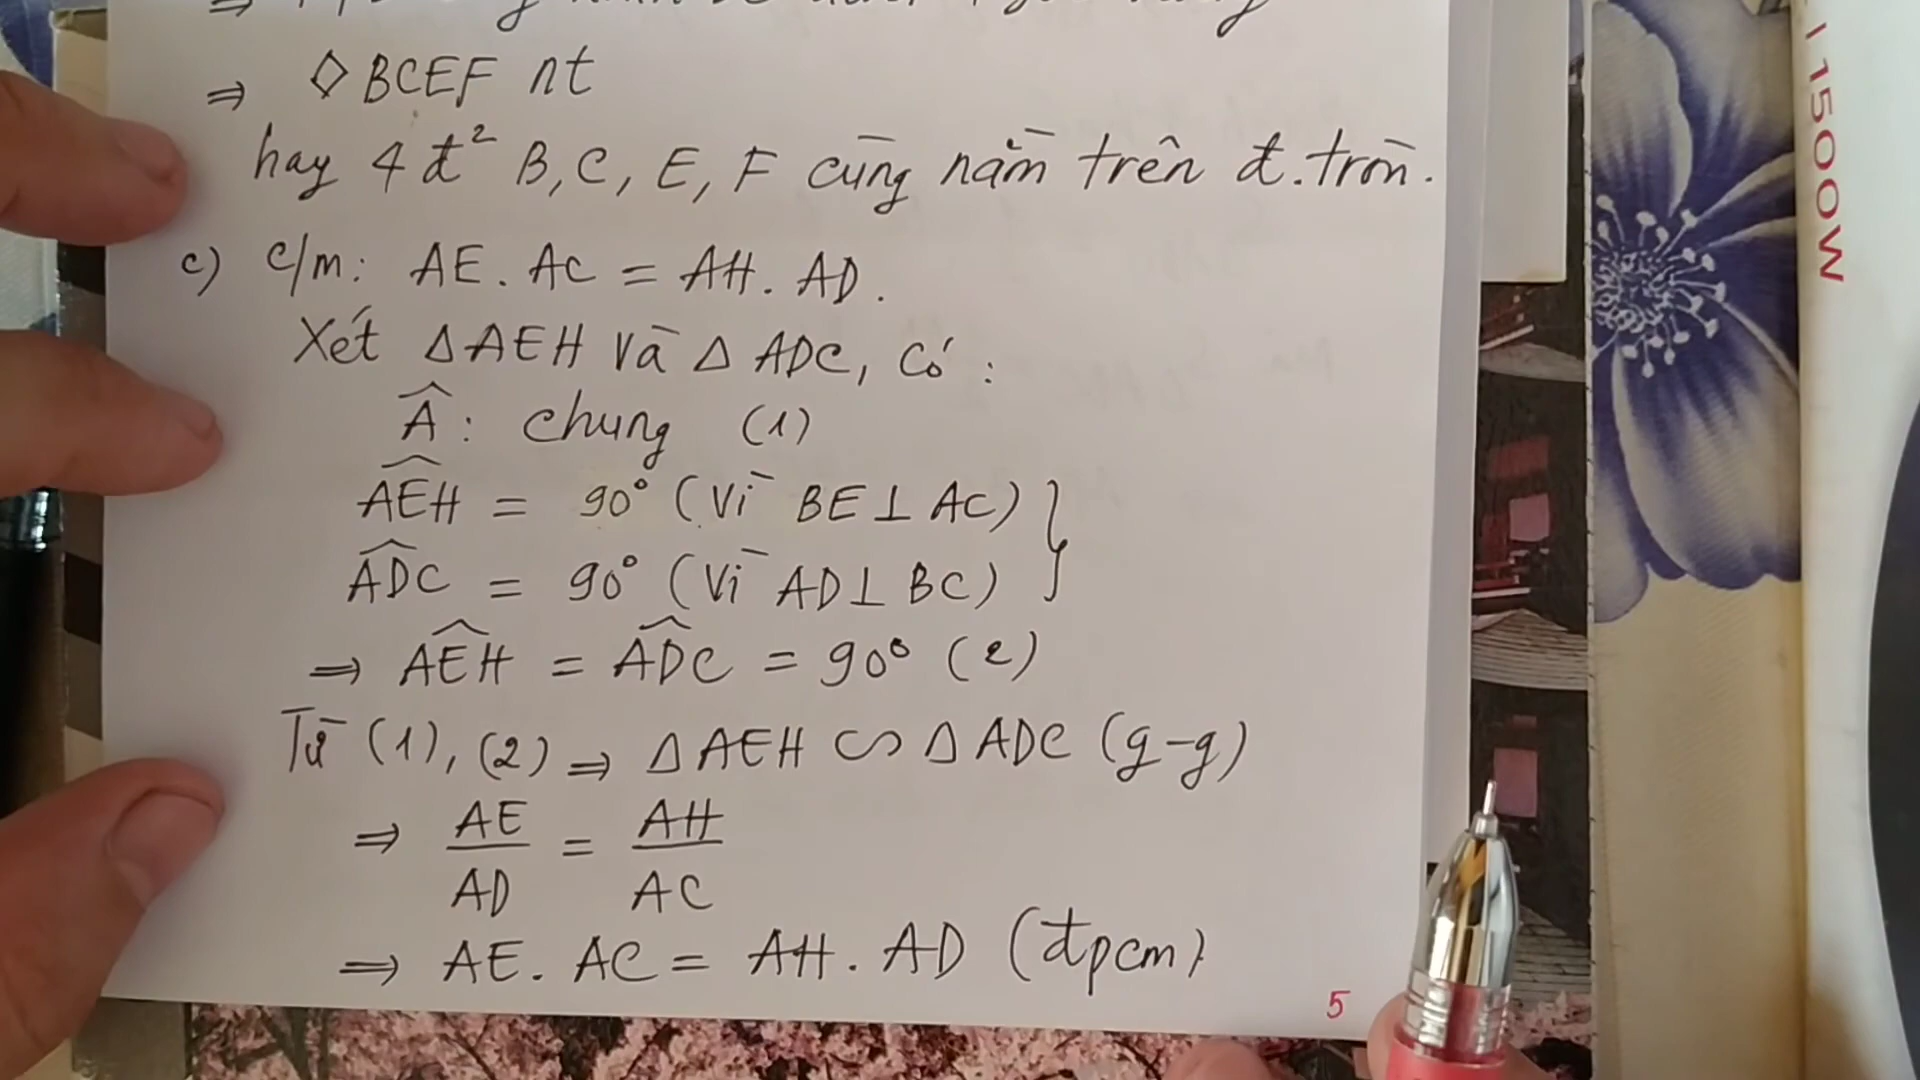 ⇒ ◇BCEF nt
hay 4 đ² B, C, E, F cùng nằm trên đ.tròn.
c) c/m: AE. AC = AH. AD.
Xét ΔAEH và Δ ADC, có:
Â: chung (1)
∠AEH = 90° (Vì BE⊥AC)
∠ADC = 90° (Vì AD⊥BC)
⇒ ∠AEH = ∠ADC = 90° (2)
Từ (1), (2) ⇒ ΔAEH ∽ ΔADC (g-g)
⇒ AE/AD = AH/AC
⇒ AE. AC = AH. AD (đpcm)
5
1500W